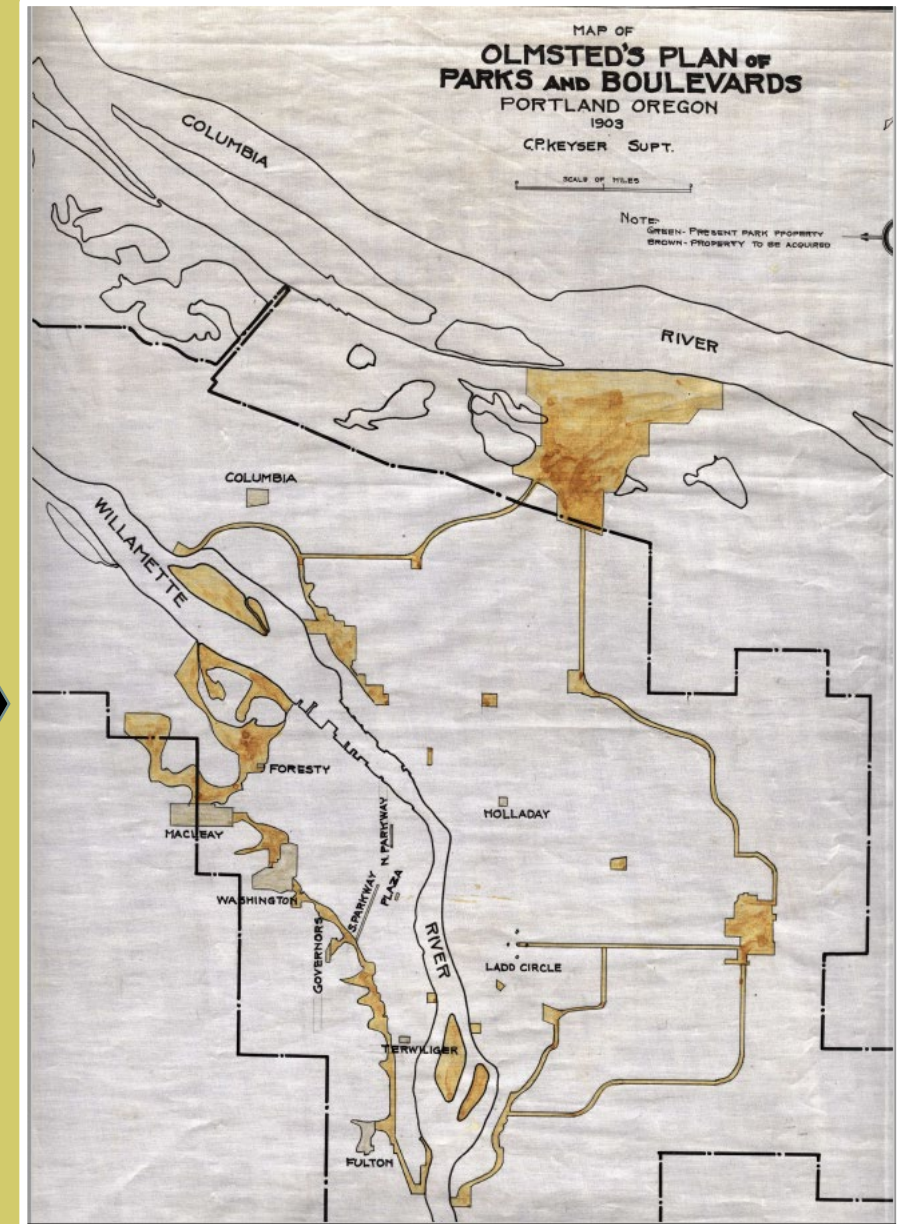 MAP OF
OLMSTED'S PLAN OF
PARKS AND BOULEVARDS
PORTLAND OREGON
1903
C.P. KEYSER SUPT.
SCALE OF MILES
NOTE:
GREEN - PRESENT PARK PROPERTY
BROWN - PROPERTY TO BE ACQUIRED
COLUMBIA
RIVER
COLUMBIA
WILLAMETTE
FORESTY
MACLEAY
HOLLADAY
N. PARKWAY
PLAZA
S. PARKWAY
WASHINGTON
GOVERNORS
RIVER
LADD CIRCLE
TERWILIGER
FULTON